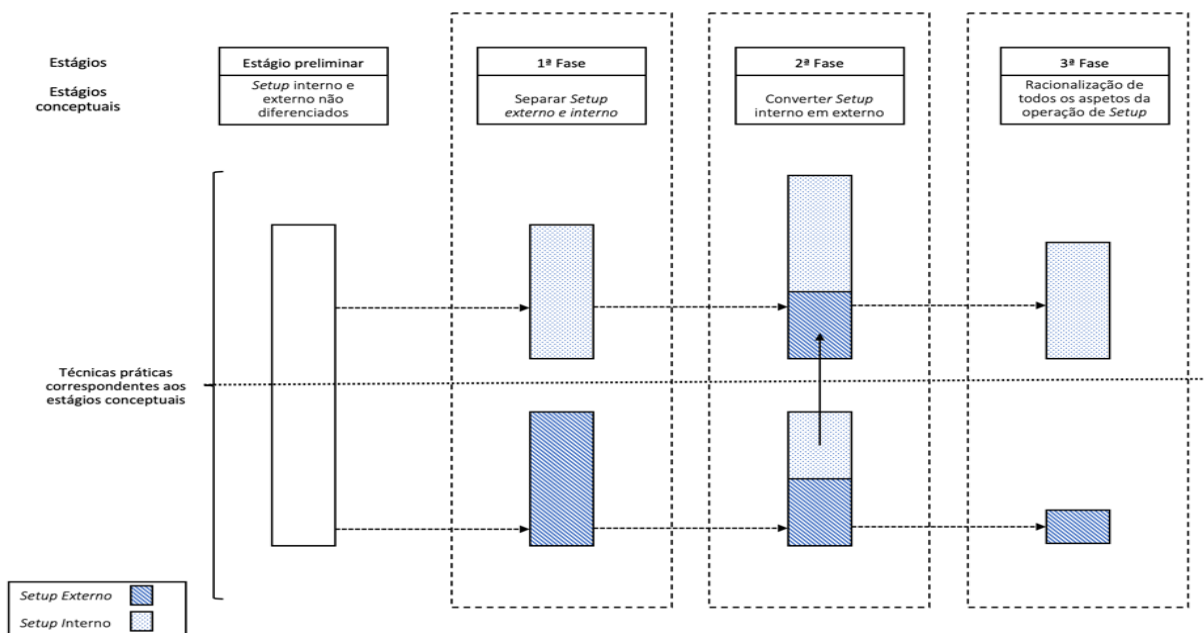 Estágios
Estágios
conceptuais
Estágio preliminar
Setup interno e
externo não
diferenciados
1ª Fase
Separar Setup
externo e interno
2ª Fase
Converter Setup
interno em externo
3ª Fase
Racionalização de
todos os aspetos da
operação de Setup
Técnicas práticas
correspondentes aos
estágios conceptuais
Setup Externo
Setup Interno